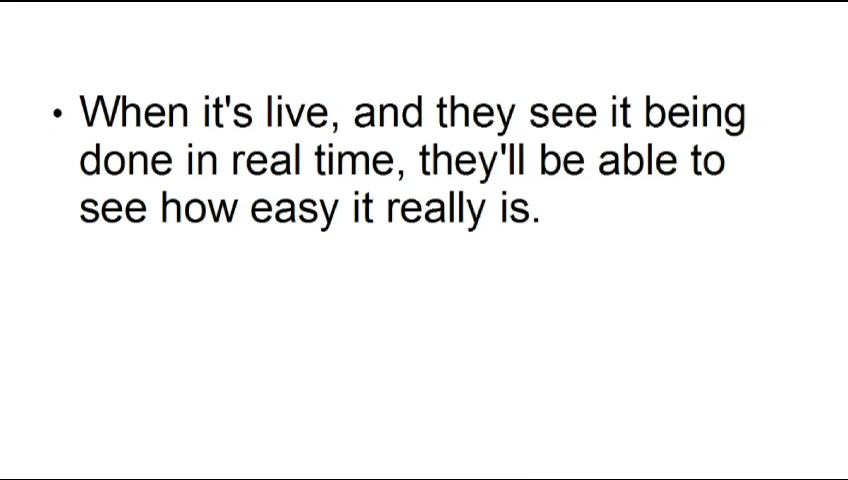 • When it's live, and they see it being
done in real time, they'll be able to
see how easy it really is.